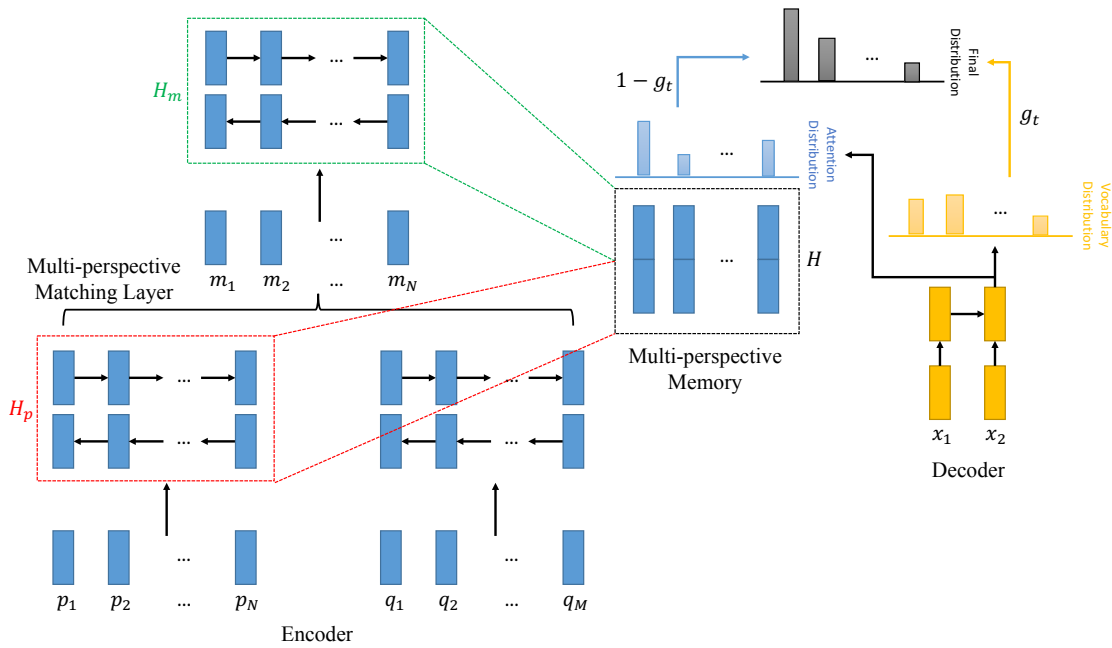 H_m
...
...
m_1 m_2 ... m_N
...
Multi-perspective
Matching Layer
H_p
...
...
...
...
...
...
p_1 p_2 ... p_N
q_1 q_2 ... q_M
Encoder
1 − g_t
...
Final
Distribution
g_t
...
Attention
Distribution
...
H
Multi-perspective
Memory
...
Vocabulary
Distribution
x_1 x_2
Decoder